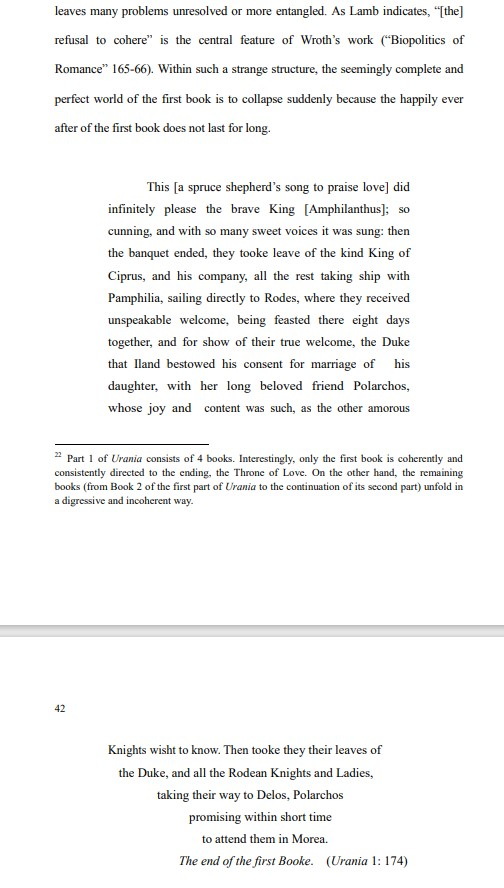 leaves many problems unresolved or more entangled. As Lamb indicates, “[the]
refusal to cohere” is the central feature of Wroth’s work (“Biopolitics of
Romance” 165-66). Within such a strange structure, the seemingly complete and
perfect world of the first book is to collapse suddenly because the happily ever
after of the first book does not last for long.
This [a spruce shepherd’s song to praise love] did
infinitely please the brave King [Amphilanthus]; so
cunning, and with so many sweet voices it was sung: then
the banquet ended, they tooke leave of the kind King of
Ciprus, and his company, all the rest taking ship with
Pamphilia, sailing directly to Rodes, where they received
unspeakable welcome, being feasted there eight days
together, and for show of their true welcome, the Duke
that Iland bestowed his consent for marriage of his
daughter, with her long beloved friend Polarchos,
whose joy and content was such, as the other amorous
22 Part 1 of Urania consists of 4 books. Interestingly, only the first book is coherently and
consistently directed to the ending, the Throne of Love. On the other hand, the remaining
books (from Book 2 of the first part of Urania to the continuation of its second part) unfold in
a digressive and incoherent way.
42
Knights wisht to know. Then tooke they their leaves of
the Duke, and all the Rodean Knights and Ladies,
taking their way to Delos, Polarchos
promising within short time
to attend them in Morea.
The end of the first Booke. (Urania 1: 174)